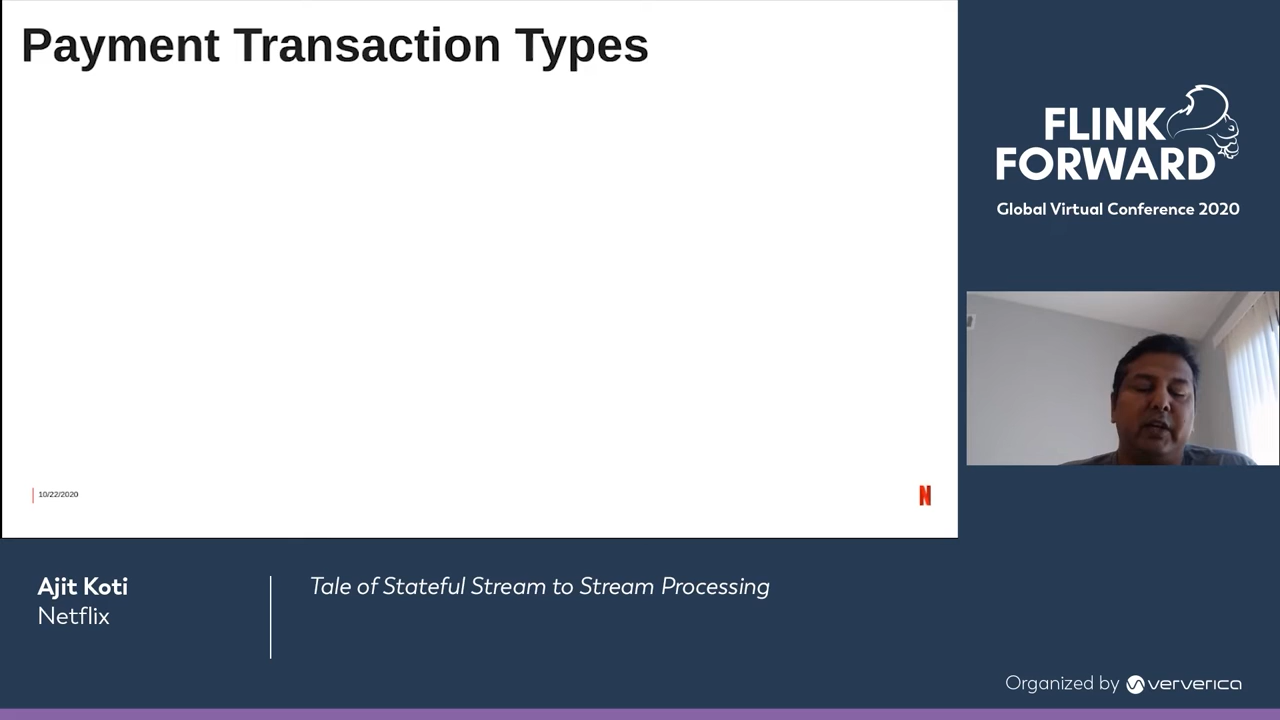 Payment Transaction Types
10/22/2020
N
FLINK
FORWARD
Global Virtual Conference 2020
Ajit Koti
Netflix
Tale of Stateful Stream to Stream Processing
Organized by ververica